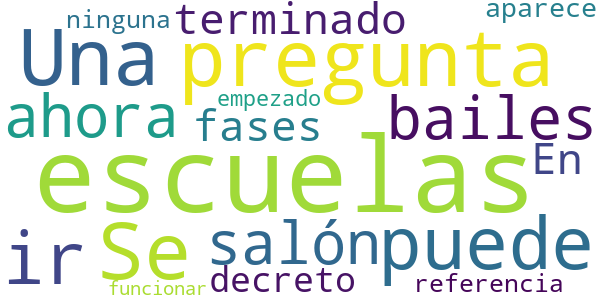 ninguna terminado aparece
Una pregunta
ahora empezado fases bailes
escuelas En
ir Se salón puede
funcionar decreto referencia